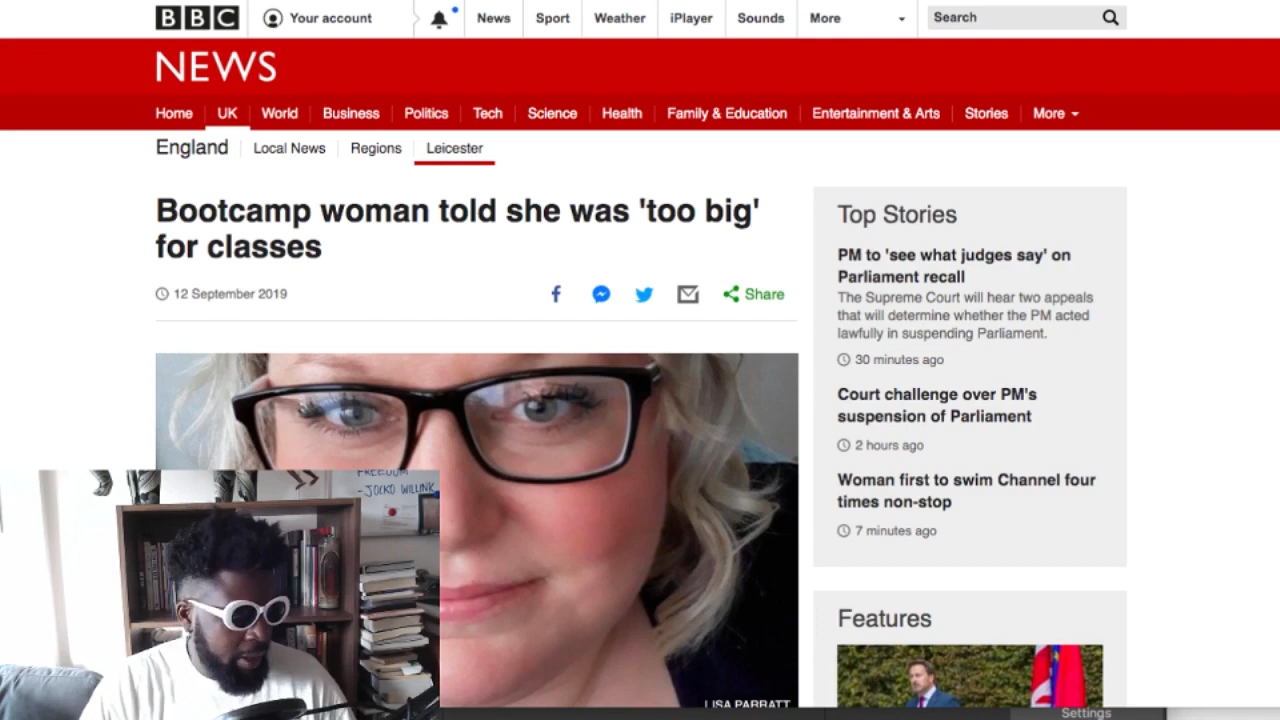 BBC
Your account
News
Sport
Weather
iPlayer
Sounds
More
Search
NEWS
Home
UK
World
Business
Politics
Tech
Science
Health
Family & Education
Entertainment & Arts
Stories
More
England
Local News
Regions
Leicester
Bootcamp woman told she was 'too big'
for classes
12 September 2019
Share
LISA PARRATT
FREEDOM
-JOCKO WILLINK
Top Stories
PM to 'see what judges say' on
Parliament recall
The Supreme Court will hear two appeals
that will determine whether the PM acted
lawfully in suspending Parliament.
30 minutes ago
Court challenge over PM's
suspension of Parliament
2 hours ago
Woman first to swim Channel four
times non-stop
7 minutes ago
Features
Settings